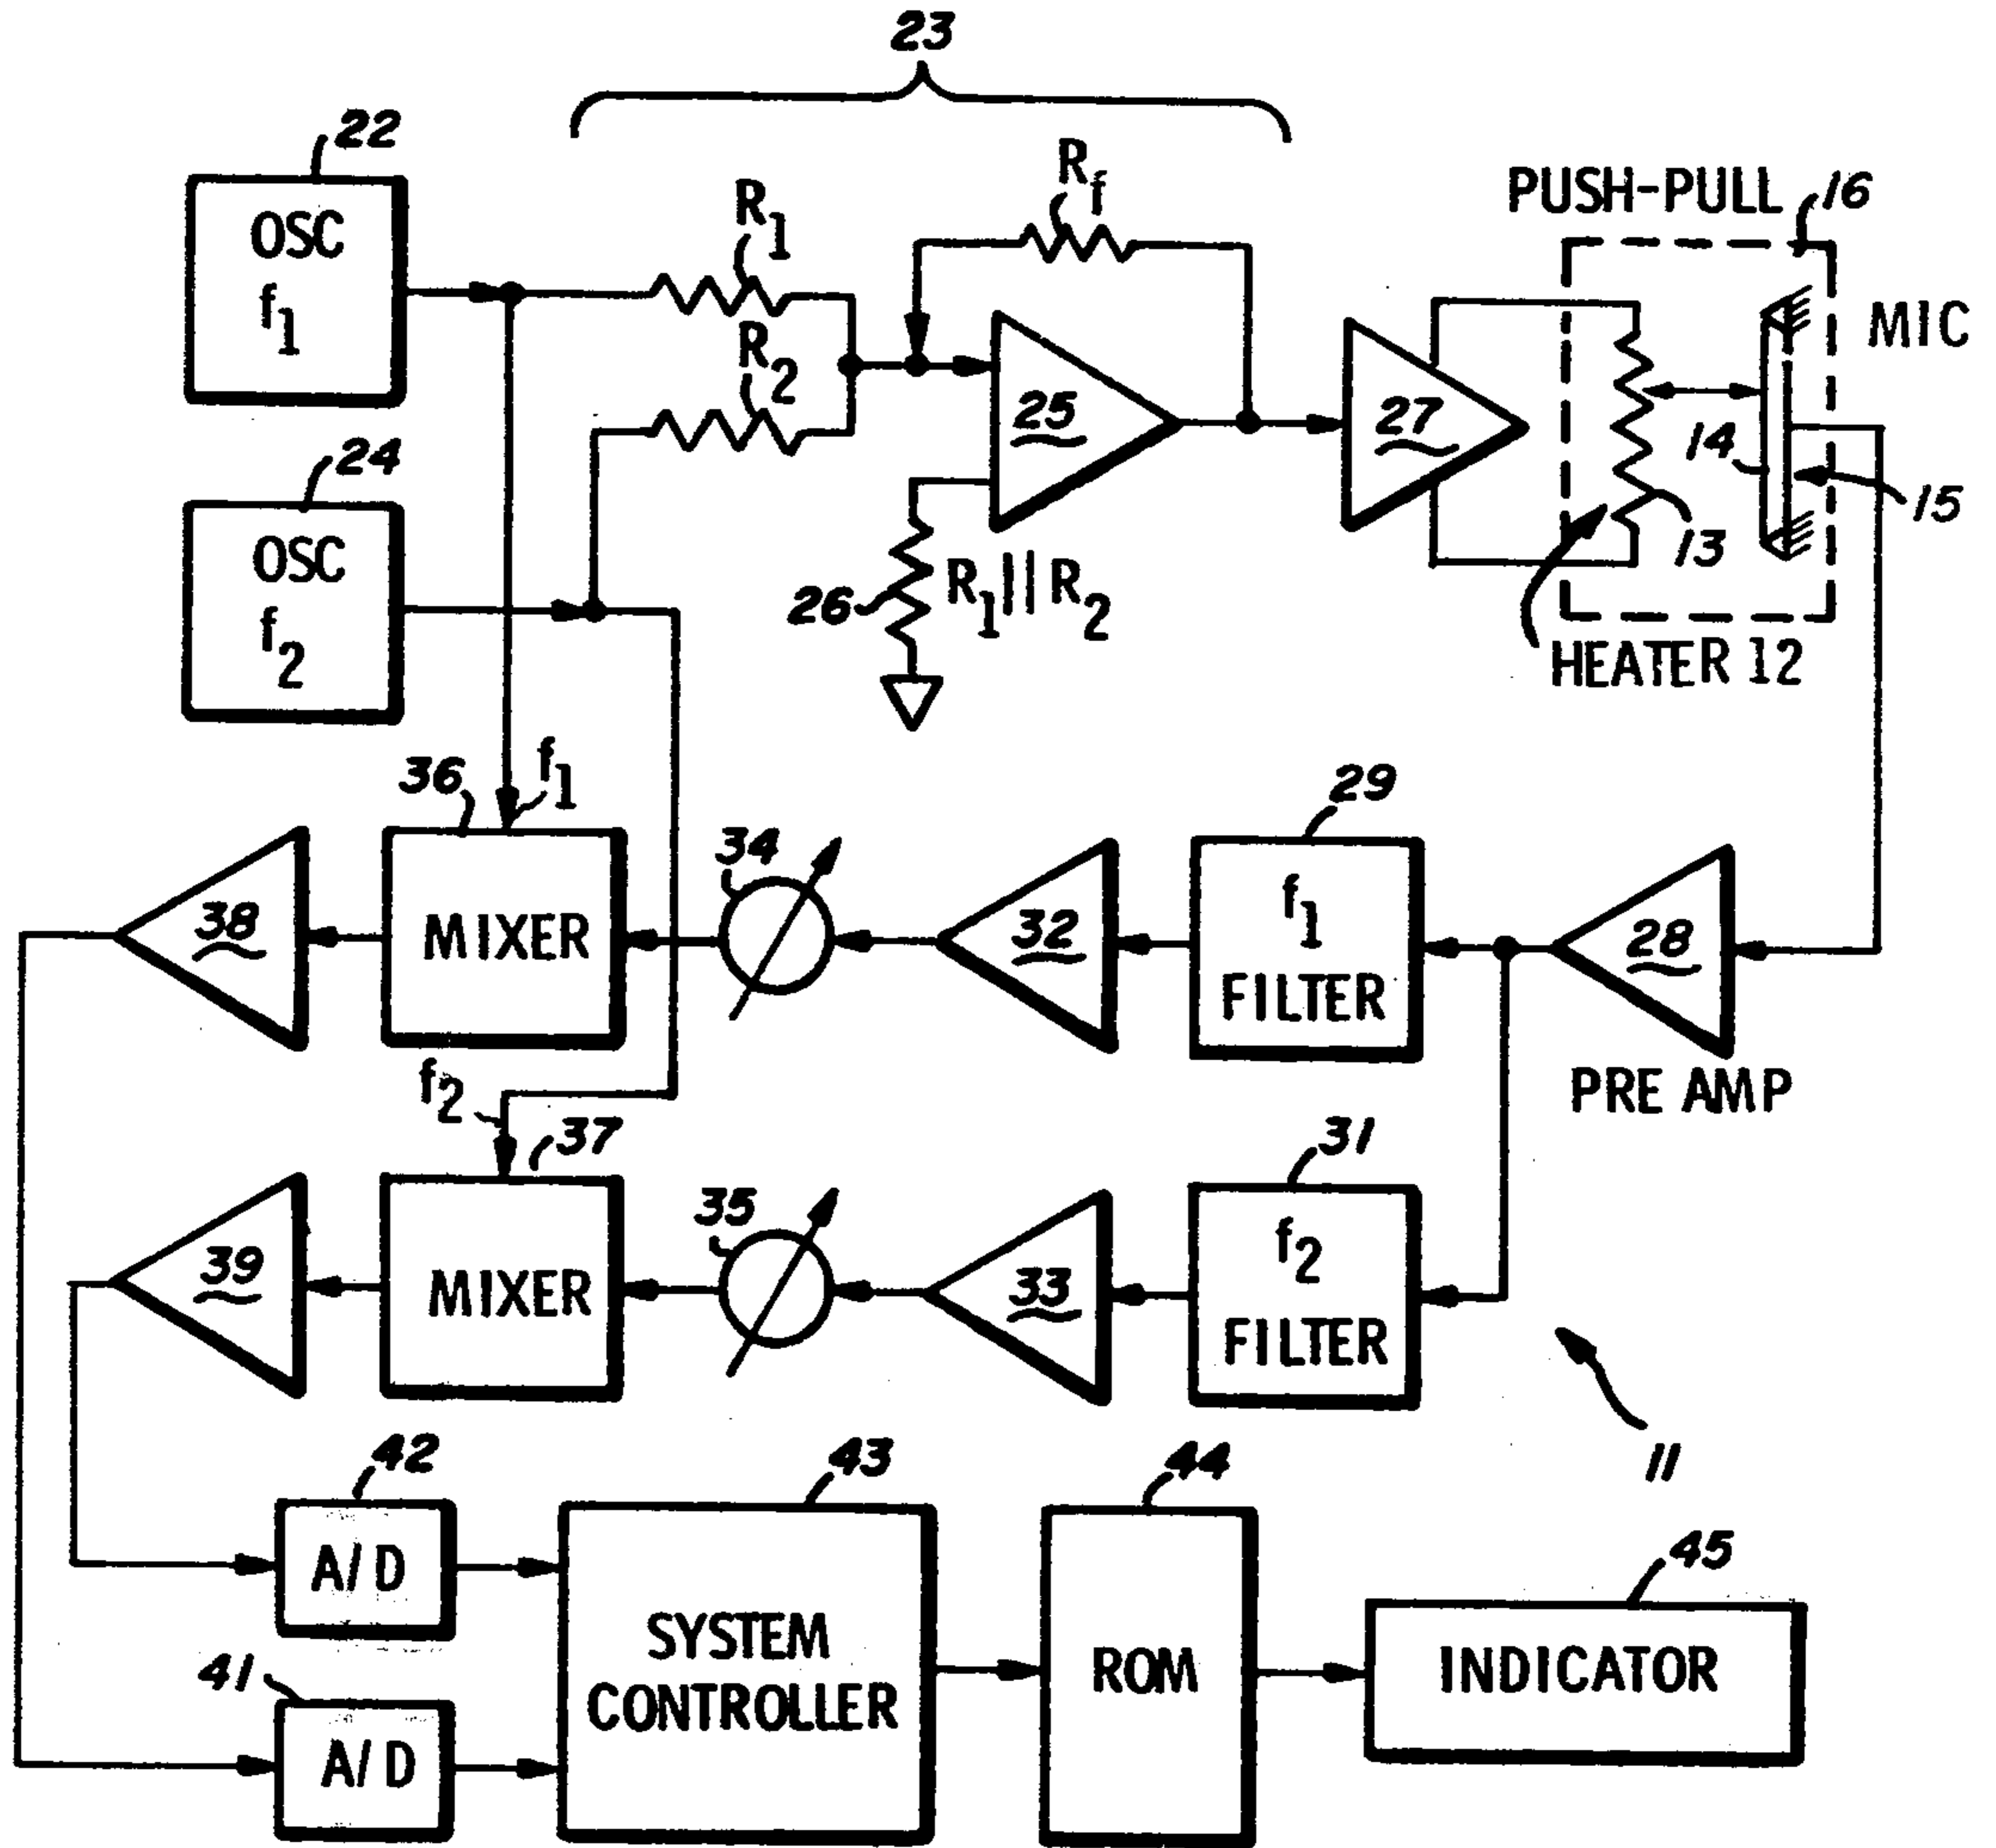 23
22
OSC
f1
R1
Rf
PUSH-PULL
16
R2
25
27
MIC
14
15
13
24
OSC
f2
26
R1||R2
HEATER 12
36
f1
34
29
38
MIXER
32
f1
FILTER
28
PRE AMP
f2
37
35
31
39
MIXER
33
f2
FILTER
11
42
43
44
45
A/D
SYSTEM
CONTROLLER
ROM
INDICATOR
41
A/D